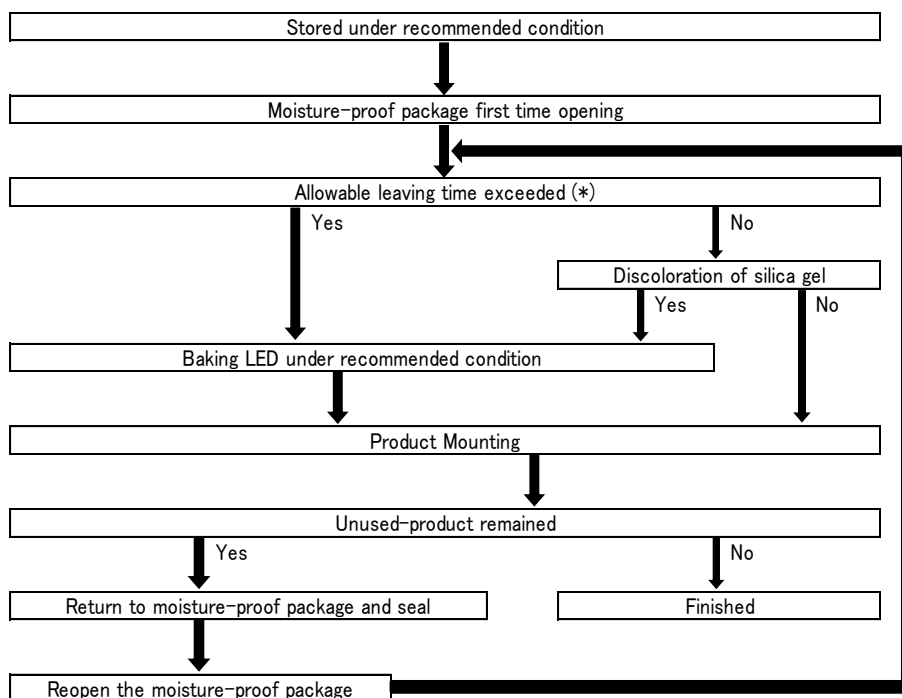 Stored under recommended condition
Moisture-proof package first time opening
Allowable leaving time exceeded (*)
Yes
No
Discoloration of silica gel
Yes
No
Baking LED under recommended condition
Product Mounting
Unused-product remained
Yes
No
Return to moisture-proof package and seal
Finished
Reopen the moisture-proof package